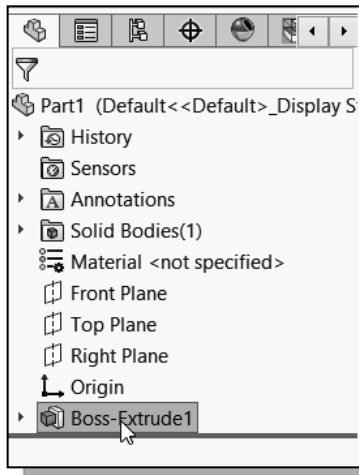 Part1 (Default<<Default>_Display S
History
Sensors
A Annotations
Solid Bodies(1)
Material <not specified>
Front Plane
Top Plane
Right Plane
Origin
Boss-Extrude1